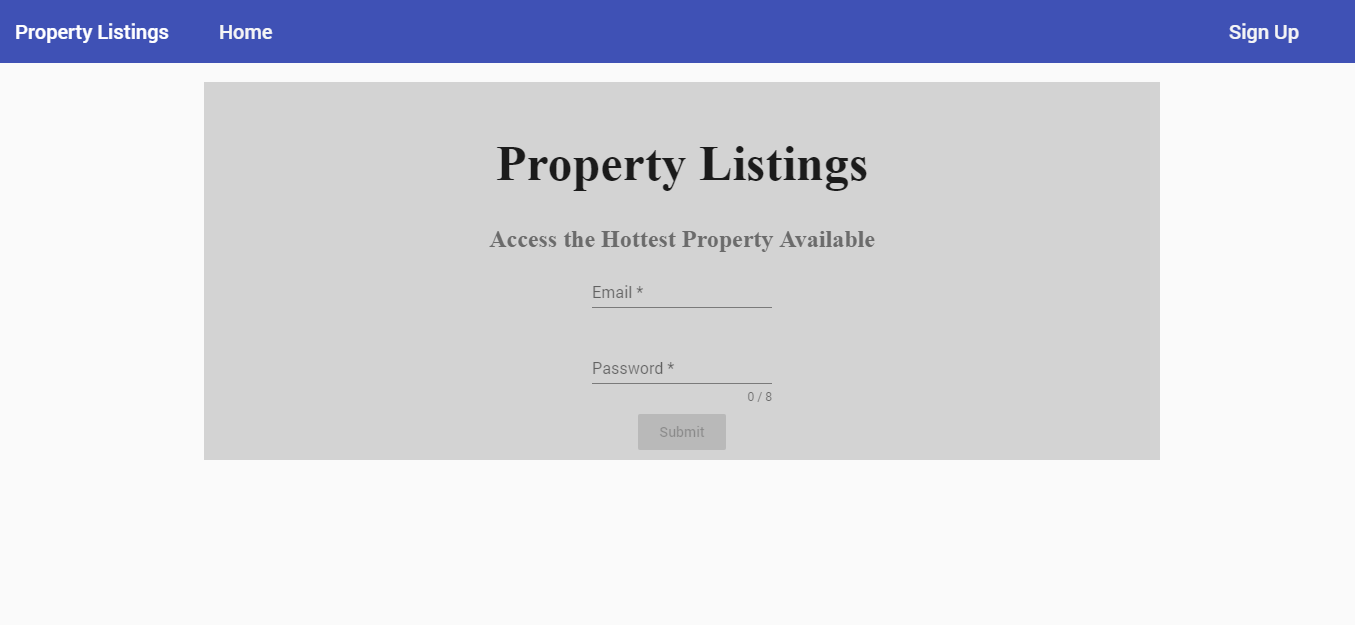 Property Listings Home Sign Up
Property Listings
Access the Hottest Property Available
Email *
Password *
0 / 8
Submit